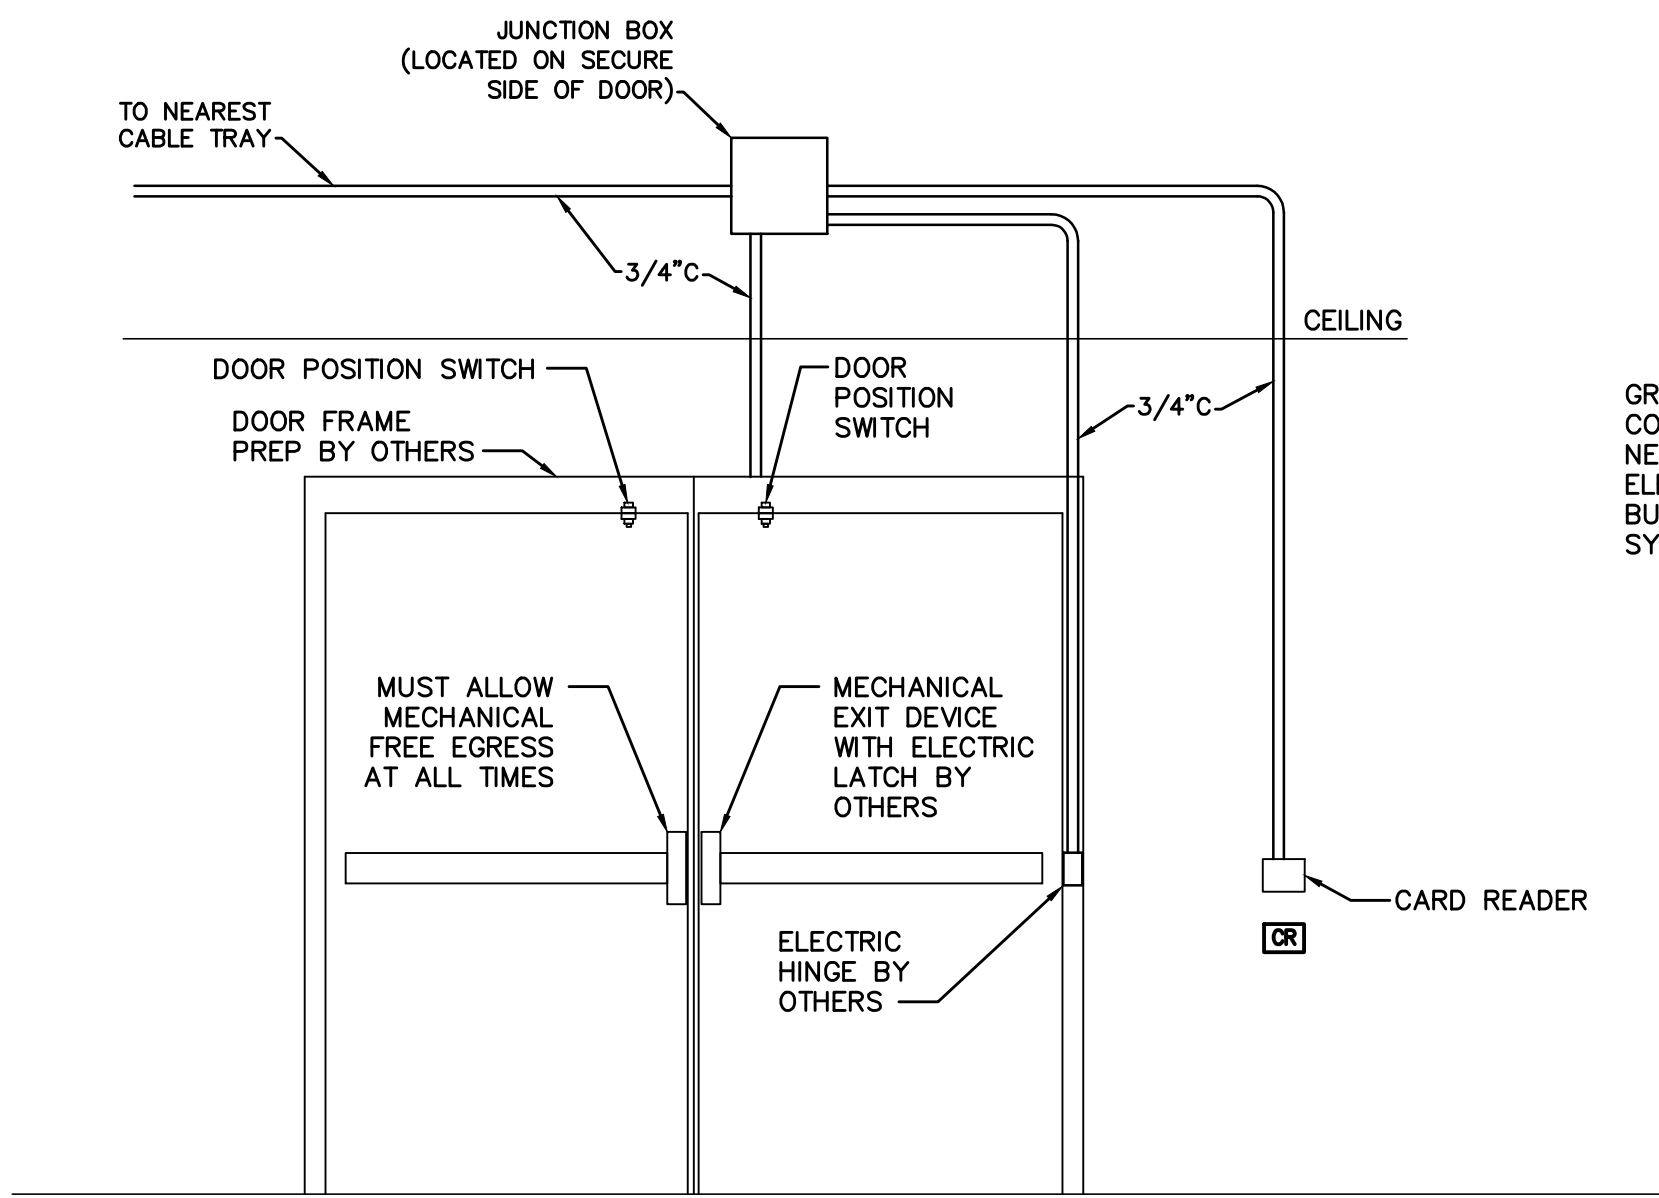 JUNCTION BOX
(LOCATED ON SECURE
SIDE OF DOOR)
TO NEAREST
CABLE TRAY
3/4"C
CEILING
DOOR POSITION SWITCH
DOOR
POSITION
SWITCH
DOOR FRAME
PREP BY OTHERS
3/4"C
GR
CO
NE
ELE
BU
SY
MUST ALLOW
MECHANICAL
FREE EGRESS
AT ALL TIMES
MECHANICAL
EXIT DEVICE
WITH ELECTRIC
LATCH BY
OTHERS
CARD READER
CR
ELECTRIC
HINGE BY
OTHERS